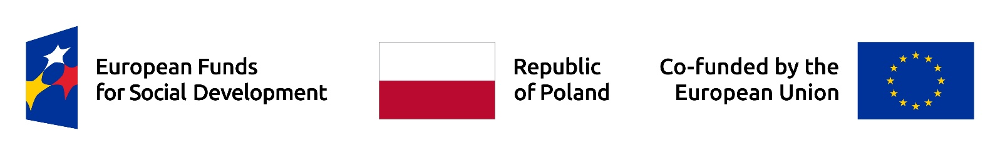 European Funds
for Social Development
Republic
of Poland
Co-funded by the
European Union